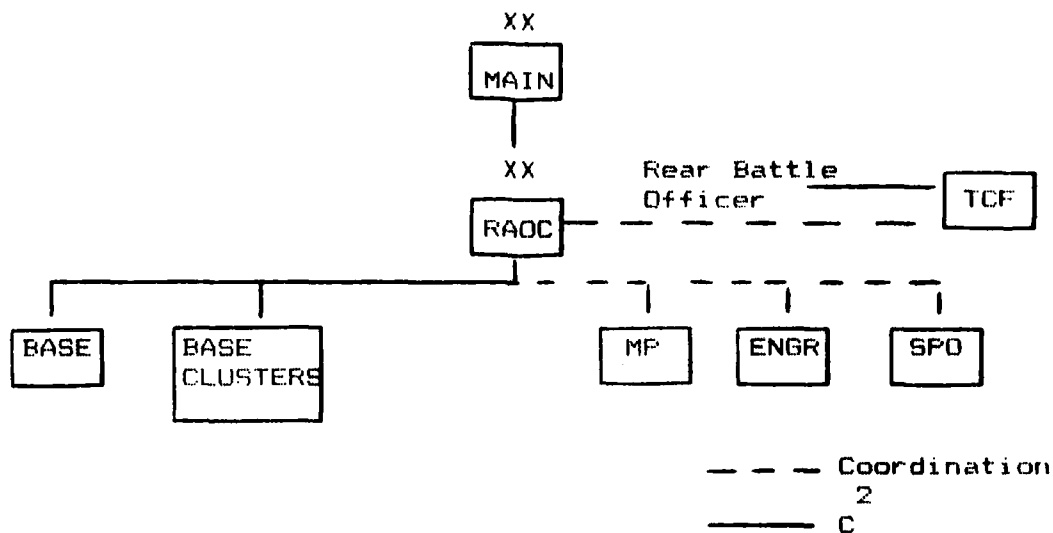 XX
MAIN
XX
RAOC
Rear Battle
Officer
TCF
BASE
BASE
CLUSTERS
MP
ENGR
SPO
Coordination
2
C